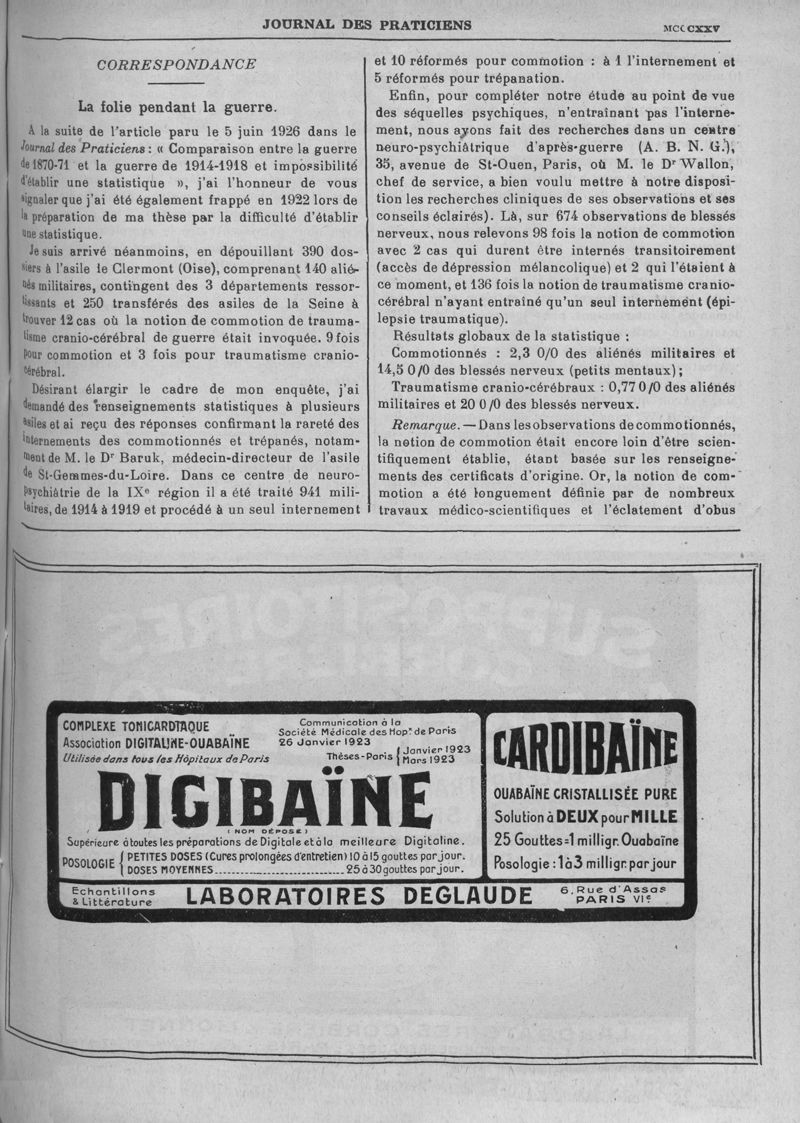 JOURNAL DES PRATICIENS
MCCCCXXV
CORRESPONDANCE
La folie pendant la guerre.
A la suite de l'article paru le 5 juin 1926 dans le
Journal des Praticiens : « Comparaison entre la guerre
de 1870-71 et la guerre de 1914-1918 et impossibilité
d'établir une statistique », j'ai l'honneur de vous
signaler que j'ai été également frappé en 1922 lors de
la préparation de ma thèse par la difficulté d'établir
une statistique.
Je suis arrivé néanmoins, en dépouillant 390 dos-
siers à l'asile le Clermont (Oise), comprenant 140 alié-
nés militaires, contingent des 3 départements ressor-
tissants et 250 transférés des asiles de la Seine à
trouver 12 cas où la notion de commotion de trauma-
tisme cranio-cérébral de guerre était invoquée. 9 fois
pour commotion et 3 fois pour traumatisme cranio-
cérébral.
Désirant élargir le cadre de mon enquête, j'ai
demandé des renseignements statistiques à plusieurs
asiles et ai reçu des réponses confirmant la rareté des
internements des commotionnés et trépanés, notam-
ment de M. le Dr Baruk, médecin-directeur de l'asile
de St-Gemmes-du-Loire. Dans ce centre de neuro-
psychiâtrie de la IXe région il a été traité 941 mili-
taires, de 1914 à 1919 et procédé à un seul internement
et 10 réformés pour commotion : à 1 l'internement et
5 réformés pour trépanation.
Enfin, pour compléter notre étude au point de vue
des séquelles psychiques, n'entraînant pas l'interne-
ment, nous ayons fait des recherches dans un centre
neuro-psychiâtrique d'après-guerre (A. B. N. G.),
35, avenue de St-Ouen, Paris, où M. le Dr Wallon,
chef de service, a bien voulu mettre à notre disposi-
tion les recherches cliniques de ses observations et ses
conseils éclairés). Là, sur 674 observations de blessés
nerveux, nous relevons 98 fois la notion de commotion
avec 2 cas qui durent être internés transitoirement
(accès de dépression mélancolique) et 2 qui l'étaient à
ce moment, et 136 fois la notion de traumatisme cranio-
cérébral n'ayant entraîné qu'un seul internement (épi-
lepsie traumatique).
Résultats globaux de la statistique :
Commotionnés : 2,3 0/0 des aliénés militaires et
14,5 0/0 des blessés nerveux (petits mentaux) ;
Traumatisme cranio-cérébraux : 0,77 0/0 des aliénés
militaires et 20 0/0 des blessés nerveux.
Remarque. — Dans les observations de commotionnés,
la notion de commotion était encore loin d'être scien-
tifiquement établie, étant basée sur les renseigne-
ments des certificats d'origine. Or, la notion de com-
motion a été longuement définie par de nombreux
travaux médico-scientifiques et l'éclatement d'obus
COMPLEXE TONICARDIAQUE
Association DIGITALINE-OUABAÏNE
Utilisée dans tous les Hôpitaux de Paris
Communication à la
Société Médicale des Hop. de Paris
26 Janvier 1923
Thèses-Paris { Janvier 1923
Mars 1923
DIGIBAÏNE
( NOM DÉPOSÉ )
Supérieure à toutes les préparations de Digitale et à la meilleure Digitaline.
POSOLOGIE { PETITES DOSES (Cures prolongées d'entretien) 10 à 15 gouttes par jour.
DOSES MOYENNES.............................25 à 30 gouttes par jour.
CARDIBAÏNE
OUABAÏNE CRISTALLISÉE PURE
Solution à DEUX pour MILLE
25 Gouttes=1 milligr. Ouabaïne
Posologie : 1 à 3 milligr. par jour
Echantillons
& Littérature
LABORATOIRES DEGLAUDE
6, Rue d'Assas
PARIS VIe